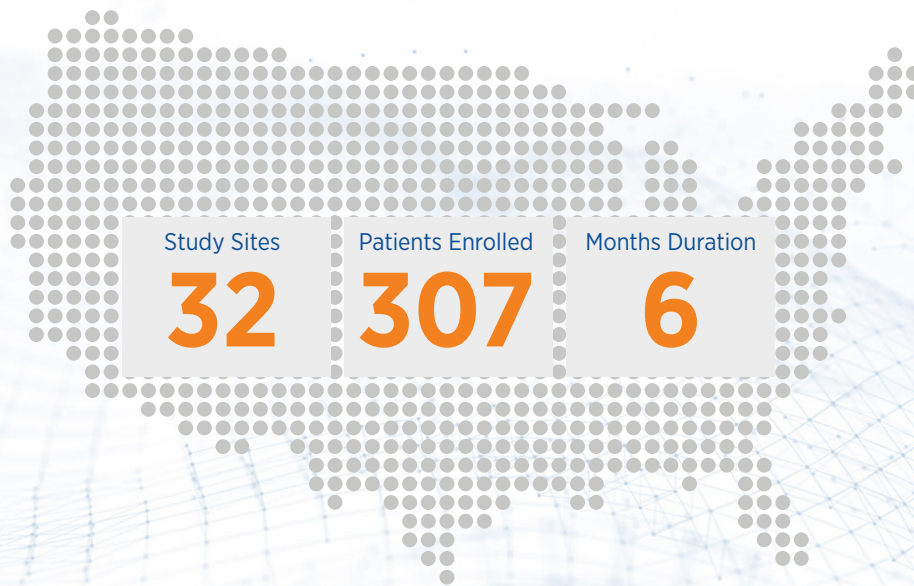 Study Sites
32
Patients Enrolled
307
Months Duration
6